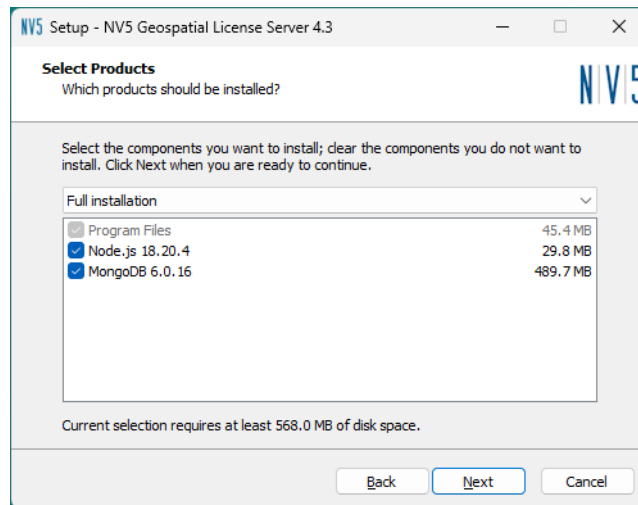 NV5 Setup - NV5 Geospatial License Server 4.3
Select Products
Which products should be installed?
N|V|5
Select the components you want to install; clear the components you do not want to
install. Click Next when you are ready to continue.
Full installation
Program Files 45.4 MB
Node.js 18.20.4 29.8 MB
MongoDB 6.0.16 489.7 MB
Current selection requires at least 568.0 MB of disk space.
Back Next Cancel